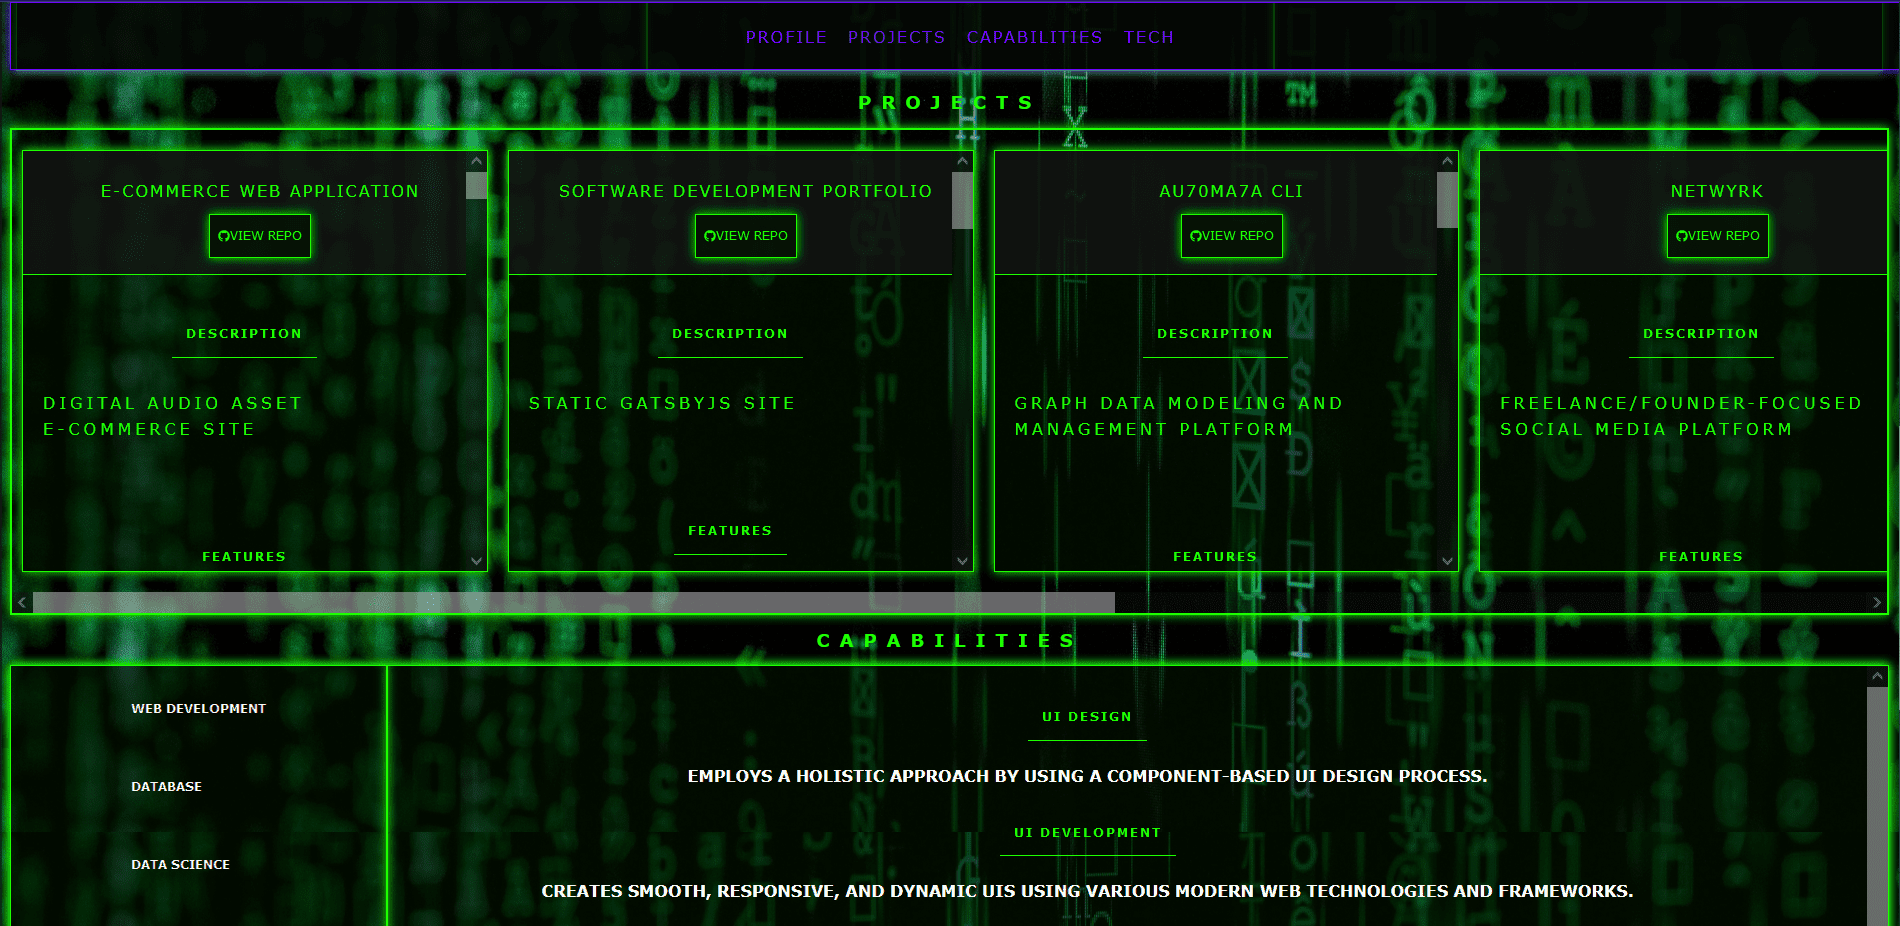 PROFILE PROJECTS CAPABILITIES TECH
PROJECTS
E-COMMERCE WEB APPLICATION
VIEW REPO
DESCRIPTION
DIGITAL AUDIO ASSET
E-COMMERCE SITE
FEATURES
SOFTWARE DEVELOPMENT PORTFOLIO
VIEW REPO
DESCRIPTION
STATIC GATSBYJS SITE
FEATURES
AU70MA7A CLI
VIEW REPO
DESCRIPTION
GRAPH DATA MODELING AND
MANAGEMENT PLATFORM
FEATURES
NETWYRK
VIEW REPO
DESCRIPTION
FREELANCE/FOUNDER-FOCUSED
SOCIAL MEDIA PLATFORM
FEATURES
CAPABILITIES
WEB DEVELOPMENT
DATABASE
DATA SCIENCE
UI DESIGN
EMPLOYS A HOLISTIC APPROACH BY USING A COMPONENT-BASED UI DESIGN PROCESS.
UI DEVELOPMENT
CREATES SMOOTH, RESPONSIVE, AND DYNAMIC UIS USING VARIOUS MODERN WEB TECHNOLOGIES AND FRAMEWORKS.